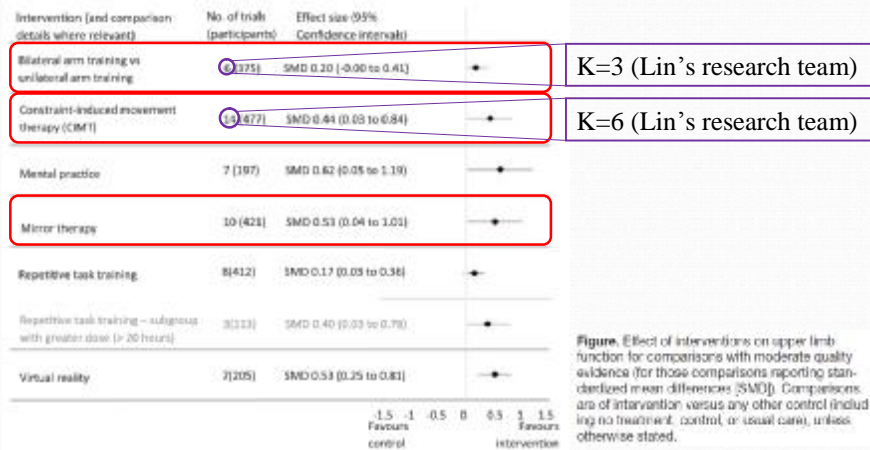 Intervention (and comparison No. of trials Effect size (95%
details where relevant) (participants) Confidence intervals)
Bilateral arm training vs
unilateral arm training 6 (375) SMD 0.20 [-0.00 to 0.41]
K=3 (Lin's research team)
Constraint-induced movement
therapy (CIMT) 14 (477) SMD 0.44 (0.03 to 0.84)
K=6 (Lin's research team)
Mental practice 7 (197) SMD 0.62 (0.05 to 1.19)
Mirror therapy 10 (421) SMD 0.53 (0.04 to 1.01)
Repetitive task training 8(412) SMD 0.17 (0.03 to 0.36)
Repetitive task training – subgroup
with greater dose (> 20 hours) 3(113) SMD 0.40 (0.03 to 0.78)
Virtual reality 7(205) SMD 0.53 (0.25 to 0.81)
-1.5 -1 -0.5 0 0.5 1 1.5
Favours Favours
control intervention
Figure. Effect of interventions on upper limb
function for comparisons with moderate quality
evidence (for those comparisons reporting stan-
dardized mean differences [SMD]). Comparisons
are of intervention versus any other control (includ
ing no treatment, control, or usual care), unless
otherwise stated.